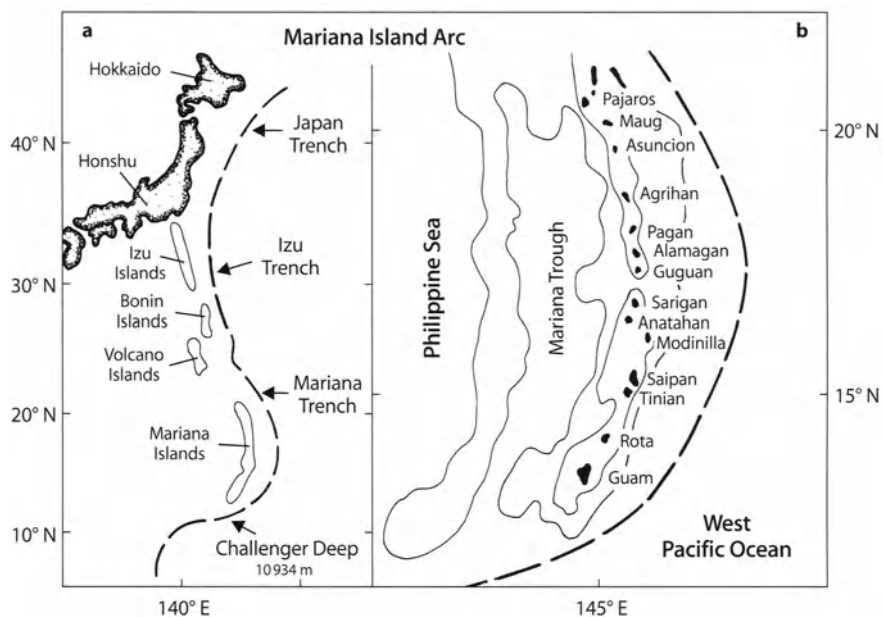 a
Mariana Island Arc
b
Hokkaido
40° N
Japan
Trench
Honshu
Izu
Islands
Izu
Trench
30° N
Bonin
Islands
Volcano
Islands
Mariana
Trench
20° N
Mariana
Islands
10° N
Challenger Deep
10 934 m
140° E
Philippine Sea
Mariana Trough
Pajaros
Maug
Asuncion
Agrihan
Pagan
Alamagan
Guguan
Sarigan
Anatahan
Modinilla
Saipan
Tinian
Rota
Guam
20° N
15° N
West
Pacific Ocean
145° E